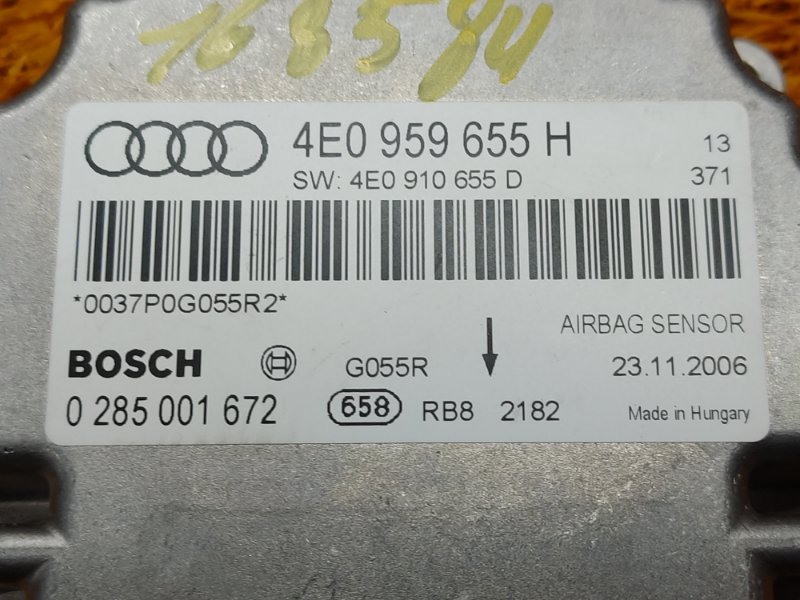 168594
4E0 959 655 H 13
SW: 4E0 910 655 D 371
*0037P0G055R2*
AIRBAG SENSOR
BOSCH G055R 23.11.2006
0 285 001 672 658 RB8 2182 Made in Hungary